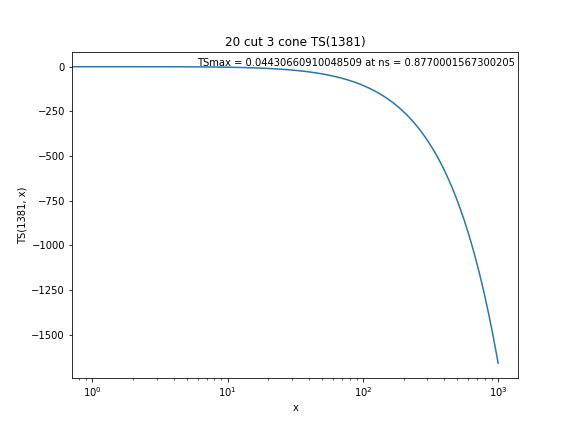 20 cut 3 cone TS(1381)
TSmax = 0.04430660910048509 at ns = 0.8770001567300205
0
−250
−500
−750
−1000
−1250
−1500
TS(1381, x)
10⁰
10¹
10²
10³
x